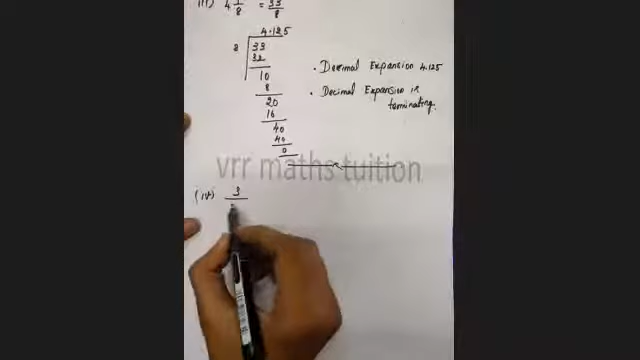 (iii) 4 1/8 = 33/8
4.125
8 33
32
10
8
20
16
40
40
0
. Decimal Expansion 4.125
. Decimal Expansion is
terminating.
vrr maths tuition
(iv) 3